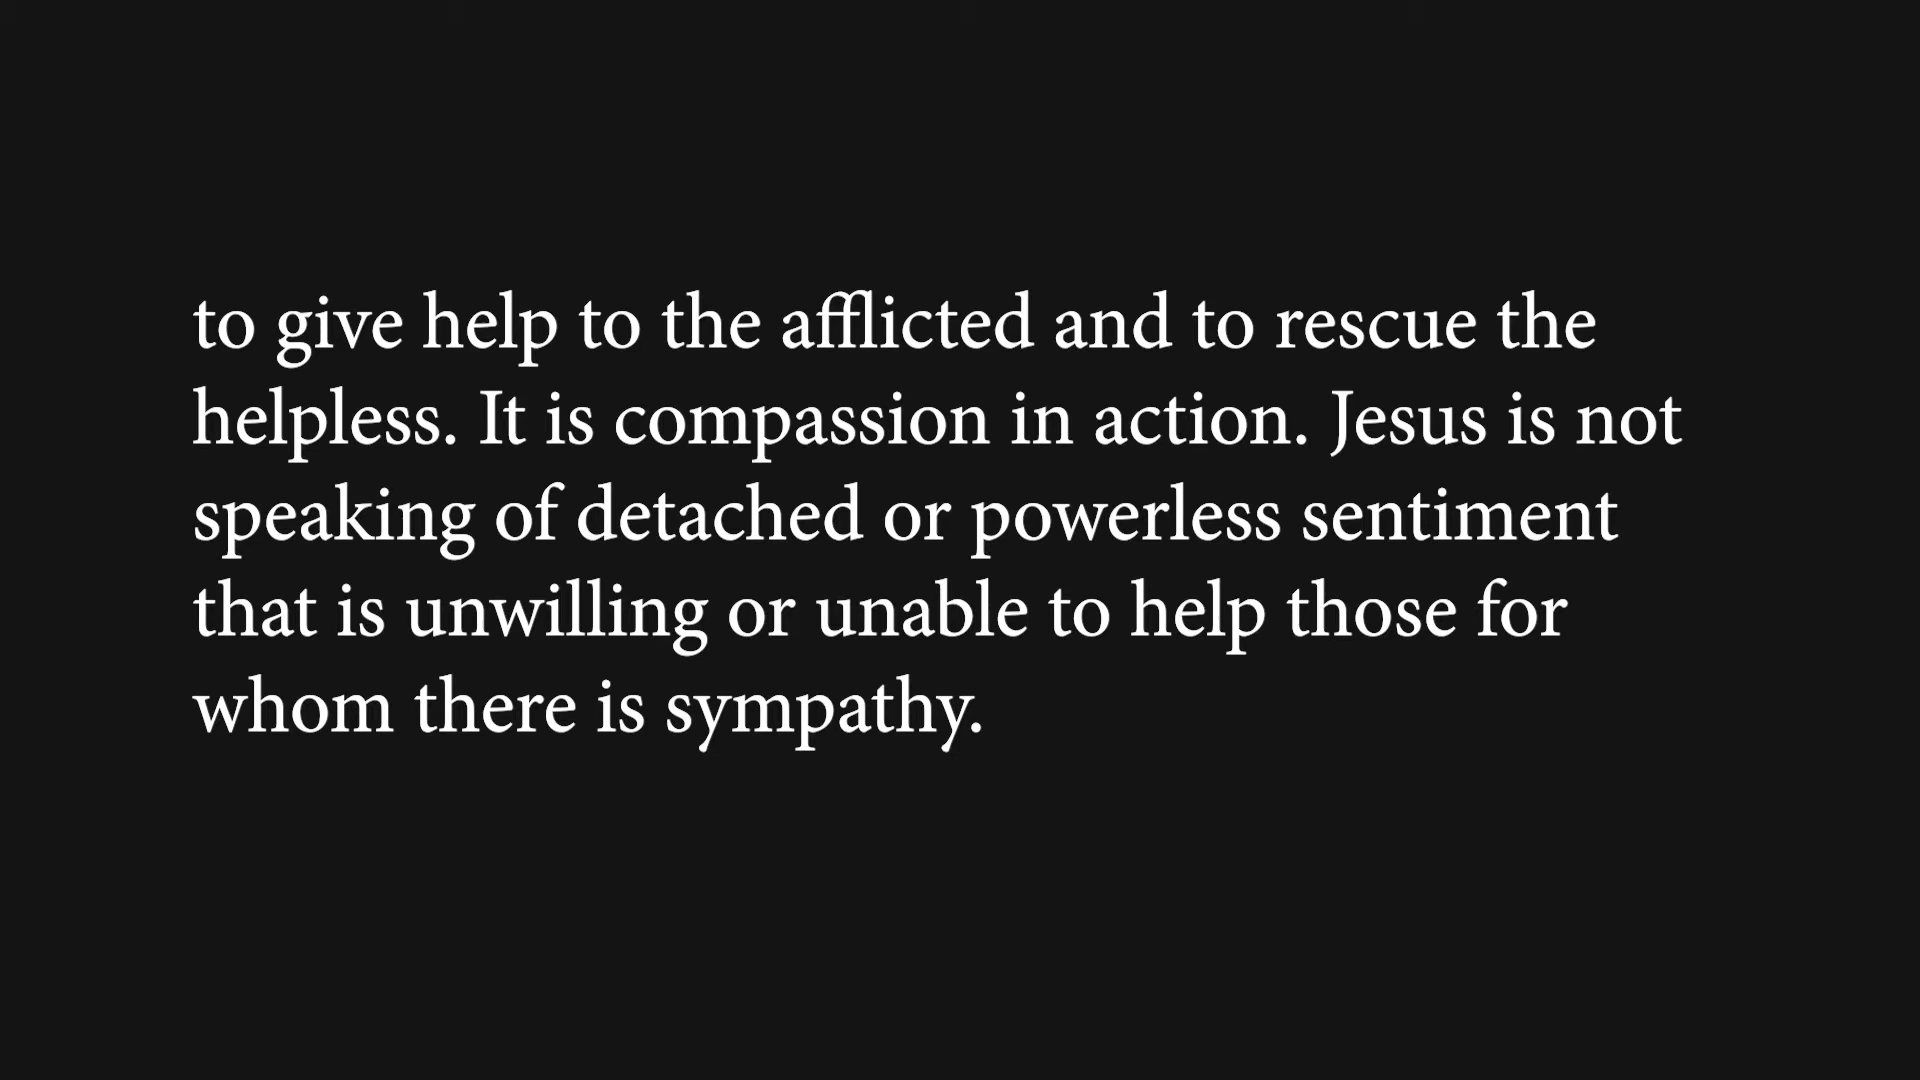 to give help to the afflicted and to rescue the
helpless. It is compassion in action. Jesus is not
speaking of detached or powerless sentiment
that is unwilling or unable to help those for
whom there is sympathy.